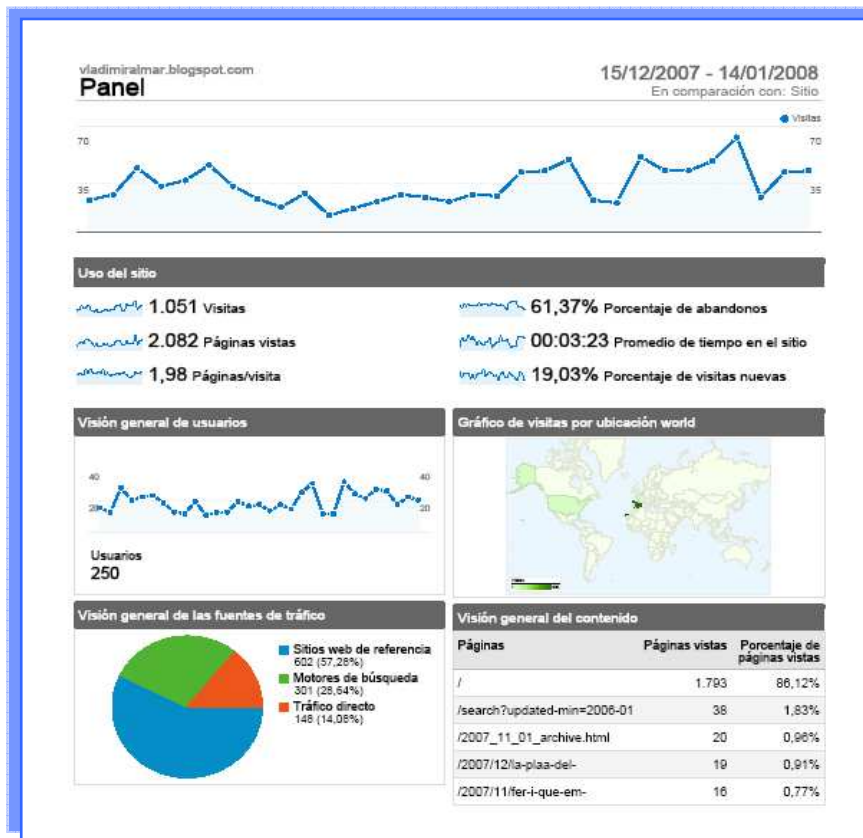 vladimiralmar.blogspot.com
Panel
15/12/2007 - 14/01/2008
En comparación con: Sitio
Visitas
70
70
35
35
Uso del sitio
1.051 Visitas
61,37% Porcentaje de abandonos
2.082 Páginas vistas
00:03:23 Promedio de tiempo en el sitio
1,98 Páginas/visita
19,03% Porcentaje de visitas nuevas
Visión general de usuarios
40
40
20
20
Usuarios
250
Gráfico de visitas por ubicación world
Visión general de las fuentes de tráfico
Sitios web de referencia
602 (57,28%)
Motores de búsqueda
301 (28,64%)
Tráfico directo
148 (14,08%)
Visión general del contenido
Páginas Páginas vistas Porcentaje de páginas vistas
/ 1.793 86,12%
/search?updated-min=2006-01 38 1,83%
/2007_11_01_archive.html 20 0,96%
/2007/12/la-plaa-del- 19 0,91%
/2007/11/fer-i-que-em- 16 0,77%